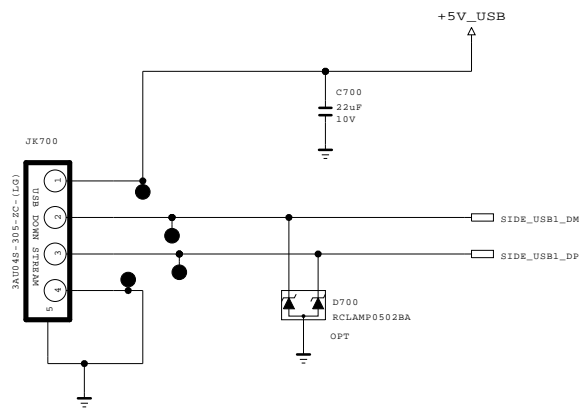 +5V_USB
C700
22uF
10V
JK700
3AU04S-305-ZC-(LG)
USB DOWN STREAM
1
2
3
4
5
SIDE_USB1_DM
SIDE_USB1_DP
D700
RCLAMP0502BA
OPT